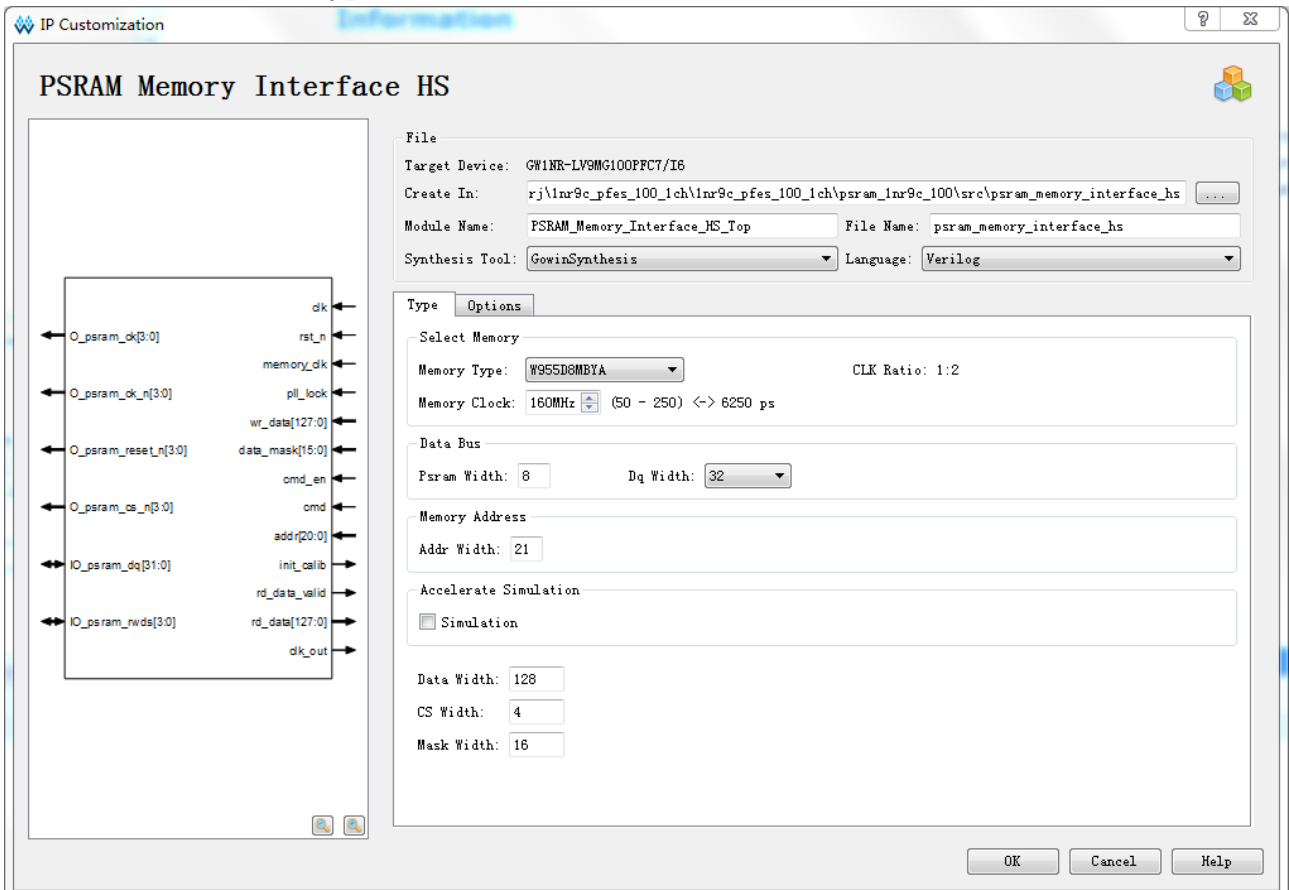 Information
IP Customization
PSRAM Memory Interface HS
File
Target Device: GW1NR-LV9MG100PFC7/I6
Create In: rj\1nr9c_pfes_100_1ch\1nr9c_pfes_100_1ch\psram_1nr9c_100\src\psram_memory_interface_hs ...
Module Name: PSRAM_Memory_Interface_HS_Top File Name: psram_memory_interface_hs
Synthesis Tool: GowinSynthesis Language: Verilog
clk
O_psram_ck[3:0] rst_n
memory_clk
O_psram_ck_n[3:0] pll_lock
wr_data[127:0]
O_psram_reset_n[3:0] data_mask[15:0]
cmd_en
O_psram_cs_n[3:0] cmd
addr[20:0]
IO_psram_dq[31:0] init_calib
rd_data_valid
IO_psram_rwds[3:0] rd_data[127:0]
clk_out
Type Options
Select Memory
Memory Type: W955D8MBYA CLK Ratio: 1:2
Memory Clock: 160MHz (50 - 250) <-> 6250 ps
Data Bus
Psram Width: 8 Dq Width: 32
Memory Address
Addr Width: 21
Accelerate Simulation
Simulation
Data Width: 128
CS Width: 4
Mask Width: 16
OK Cancel Help